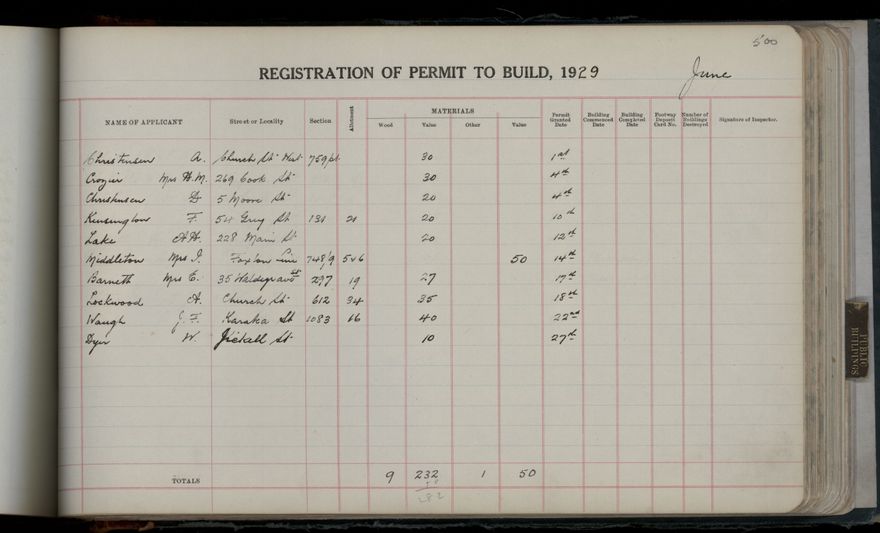 500
REGISTRATION OF PERMIT TO BUILD, 1929
June
NAME OF APPLICANT Street or Locality Section Allotment MATERIALS Wood Value Other Value Permit Granted Date Building Commenced Date Building Completed Date Footway Deposit Card No. Number of Buildings Destroyed Signature of Inspector.
Christensen A. Church St West 759pt 30 1st
Crozier Mrs H.M. 269 Cook St 30 4th
Christensen 5 Moore St 20 4th
Kensington F. 54 Grey St 131 21 20 10th
Lake A.H. 228 Main St 20 12th
Middleton Mrs I. Foxton Line 748/9 5+6 50 14th
Barnett Mrs E. 35 Waldegrave St 297 19 27 17th
Lockwood A. Church St 612 34 35 18th
Waugh J.F. Karaka St 1083 16 40 22nd
Dyer W. Jickell St 10 27th
TOTALS 9 232 1 50
50
282
PUBLIC BUILDINGS